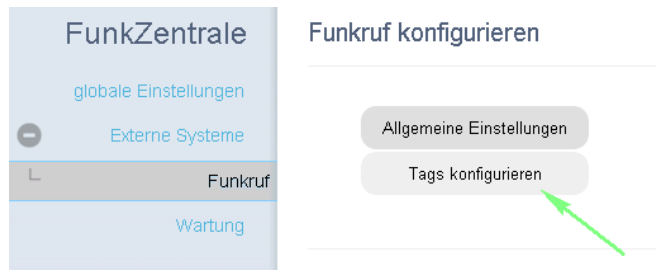 FunkZentrale
globale Einstellungen
Externe Systeme
Funkruf
Wartung
Funkruf konfigurieren
Allgemeine Einstellungen
Tags konfigurieren